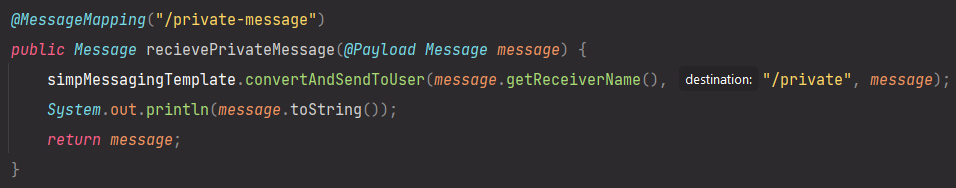 @MessageMapping("/private-message")
public Message recievePrivateMessage(@Payload Message message) {
simpMessagingTemplate.convertAndSendToUser(message.getReceiverName(), destination: "/private", message);
System.out.println(message.toString());
return message;
}